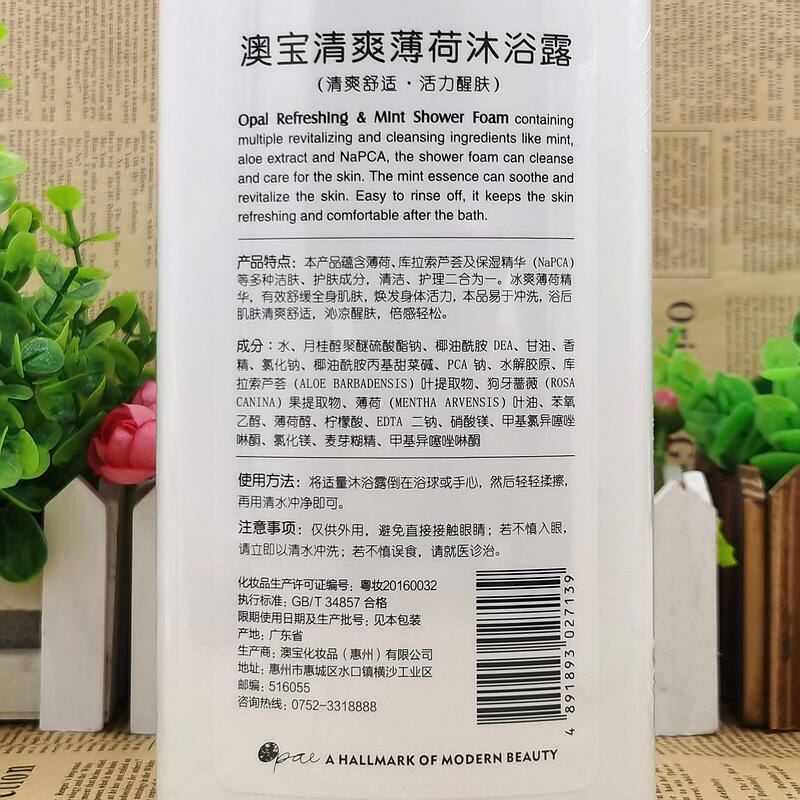 澳宝清爽薄荷沐浴露
(清爽舒适·活力醒肤)
Opal Refreshing & Mint Shower Foam containing
multiple revitalizing and cleansing ingredients like mint,
aloe extract and NaPCA, the shower foam can cleanse
and care for the skin. The mint essence can soothe and
revitalize the skin. Easy to rinse off, it keeps the skin
refreshing and comfortable after the bath.
产品特点：本产品蕴含薄荷、库拉索芦荟及保湿精华 (NaPCA)
等多种洁肤、护肤成分，清洁、护理二合为一。冰爽薄荷精
华，有效舒缓全身肌肤，焕发身体活力，本品易于冲洗，浴后
肌肤清爽舒适，沁凉醒肤，倍感轻松。
成分：水、月桂醇聚醚硫酸酯钠、椰油酰胺 DEA、甘油、香
精、氯化钠、椰油酰胺丙基甜菜碱、PCA 钠、水解胶原、库
拉索芦荟 (ALOE BARBADENSIS) 叶提取物、狗牙蔷薇 (ROSA
CANINA) 果提取物、薄荷 (MENTHA ARVENSIS) 叶油、苯氧
乙醇、薄荷醇、柠檬酸、EDTA 二钠、硝酸镁、甲基氯异噻唑
啉酮、氯化镁、麦芽糊精、甲基异噻唑啉酮
使用方法：将适量沐浴露倒在浴球或手心，然后轻轻揉擦，
再用清水冲净即可。
注意事项：仅供外用，避免直接接触眼睛；若不慎入眼，
请立即以清水冲洗；若不慎误食，请就医诊治。
化妆品生产许可证编号：粤妆20160032
执行标准：GB/T 34857 合格
限期使用日期及生产批号：见本包装
产地：广东省
生产商：澳宝化妆品（惠州）有限公司
地址：惠州市惠城区水口镇横沙工业区
邮编：516055
咨询热线：0752-3318888
4 891893 027139
Opal A HALLMARK OF MODERN BEAUTY